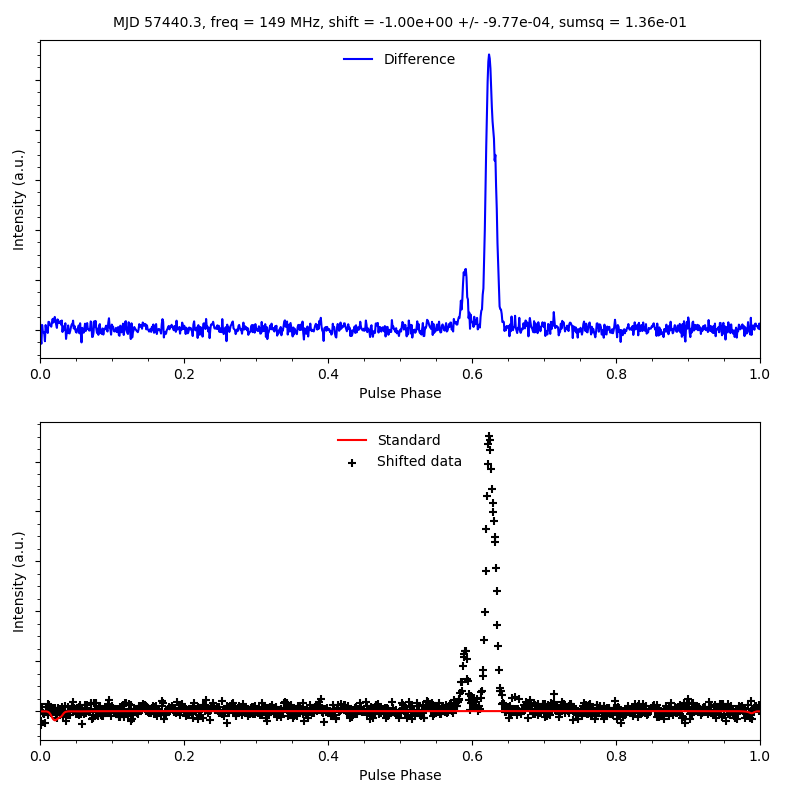 MJD 57440.3, freq = 149 MHz, shift = -1.00e+00 +/- -9.77e-04, sumsq = 1.36e-01
Difference
Intensity (a.u.)
0.0 0.2 0.4 0.6 0.8 1.0
Pulse Phase
Standard
Shifted data
Intensity (a.u.)
0.0 0.2 0.4 0.6 0.8 1.0
Pulse Phase